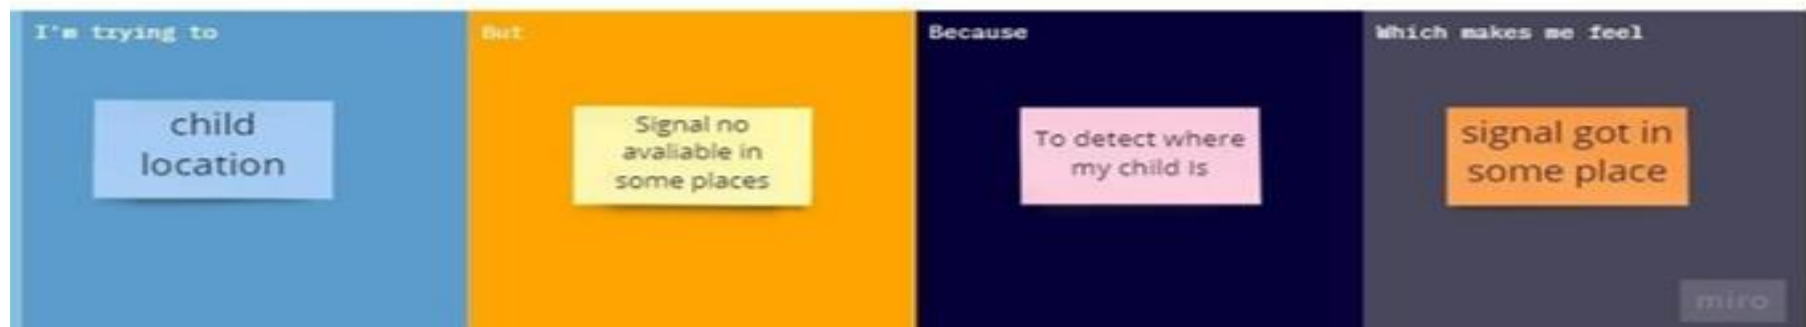 I'm trying to
But
Because
Which makes me feel
child
location
Signal no
avaliable in
some places
To detect where
my child Is
signal got in
some place
miro